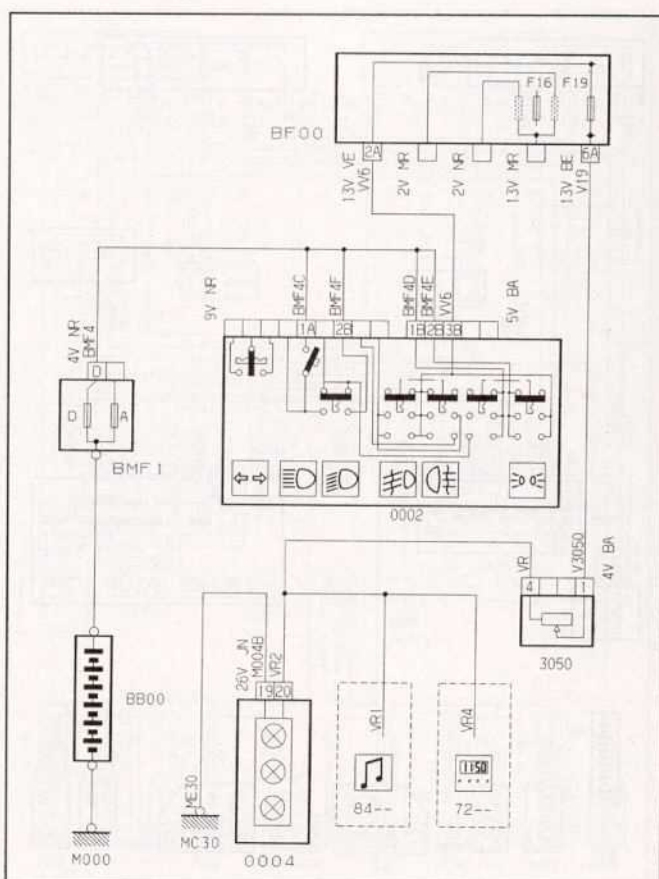 F16 F19
BF00
2A 6A
13V VE
VV6
2V MR
2V NR
13V MR
13V BE
V19
9V NR
BMF4C
BMF4F
BMF4D
BMF4E
VV6
5V BA
4V NR
BMF4
1A 2B 1B 2B 3B
D
D A
BMF1
0002
VR
V3050
4V BA
4 1
3050
26V JN
M004B
VR2
19 20
BB00
VR1
VR4
11:50
ME30
84-- 72--
M000
MC30
0004